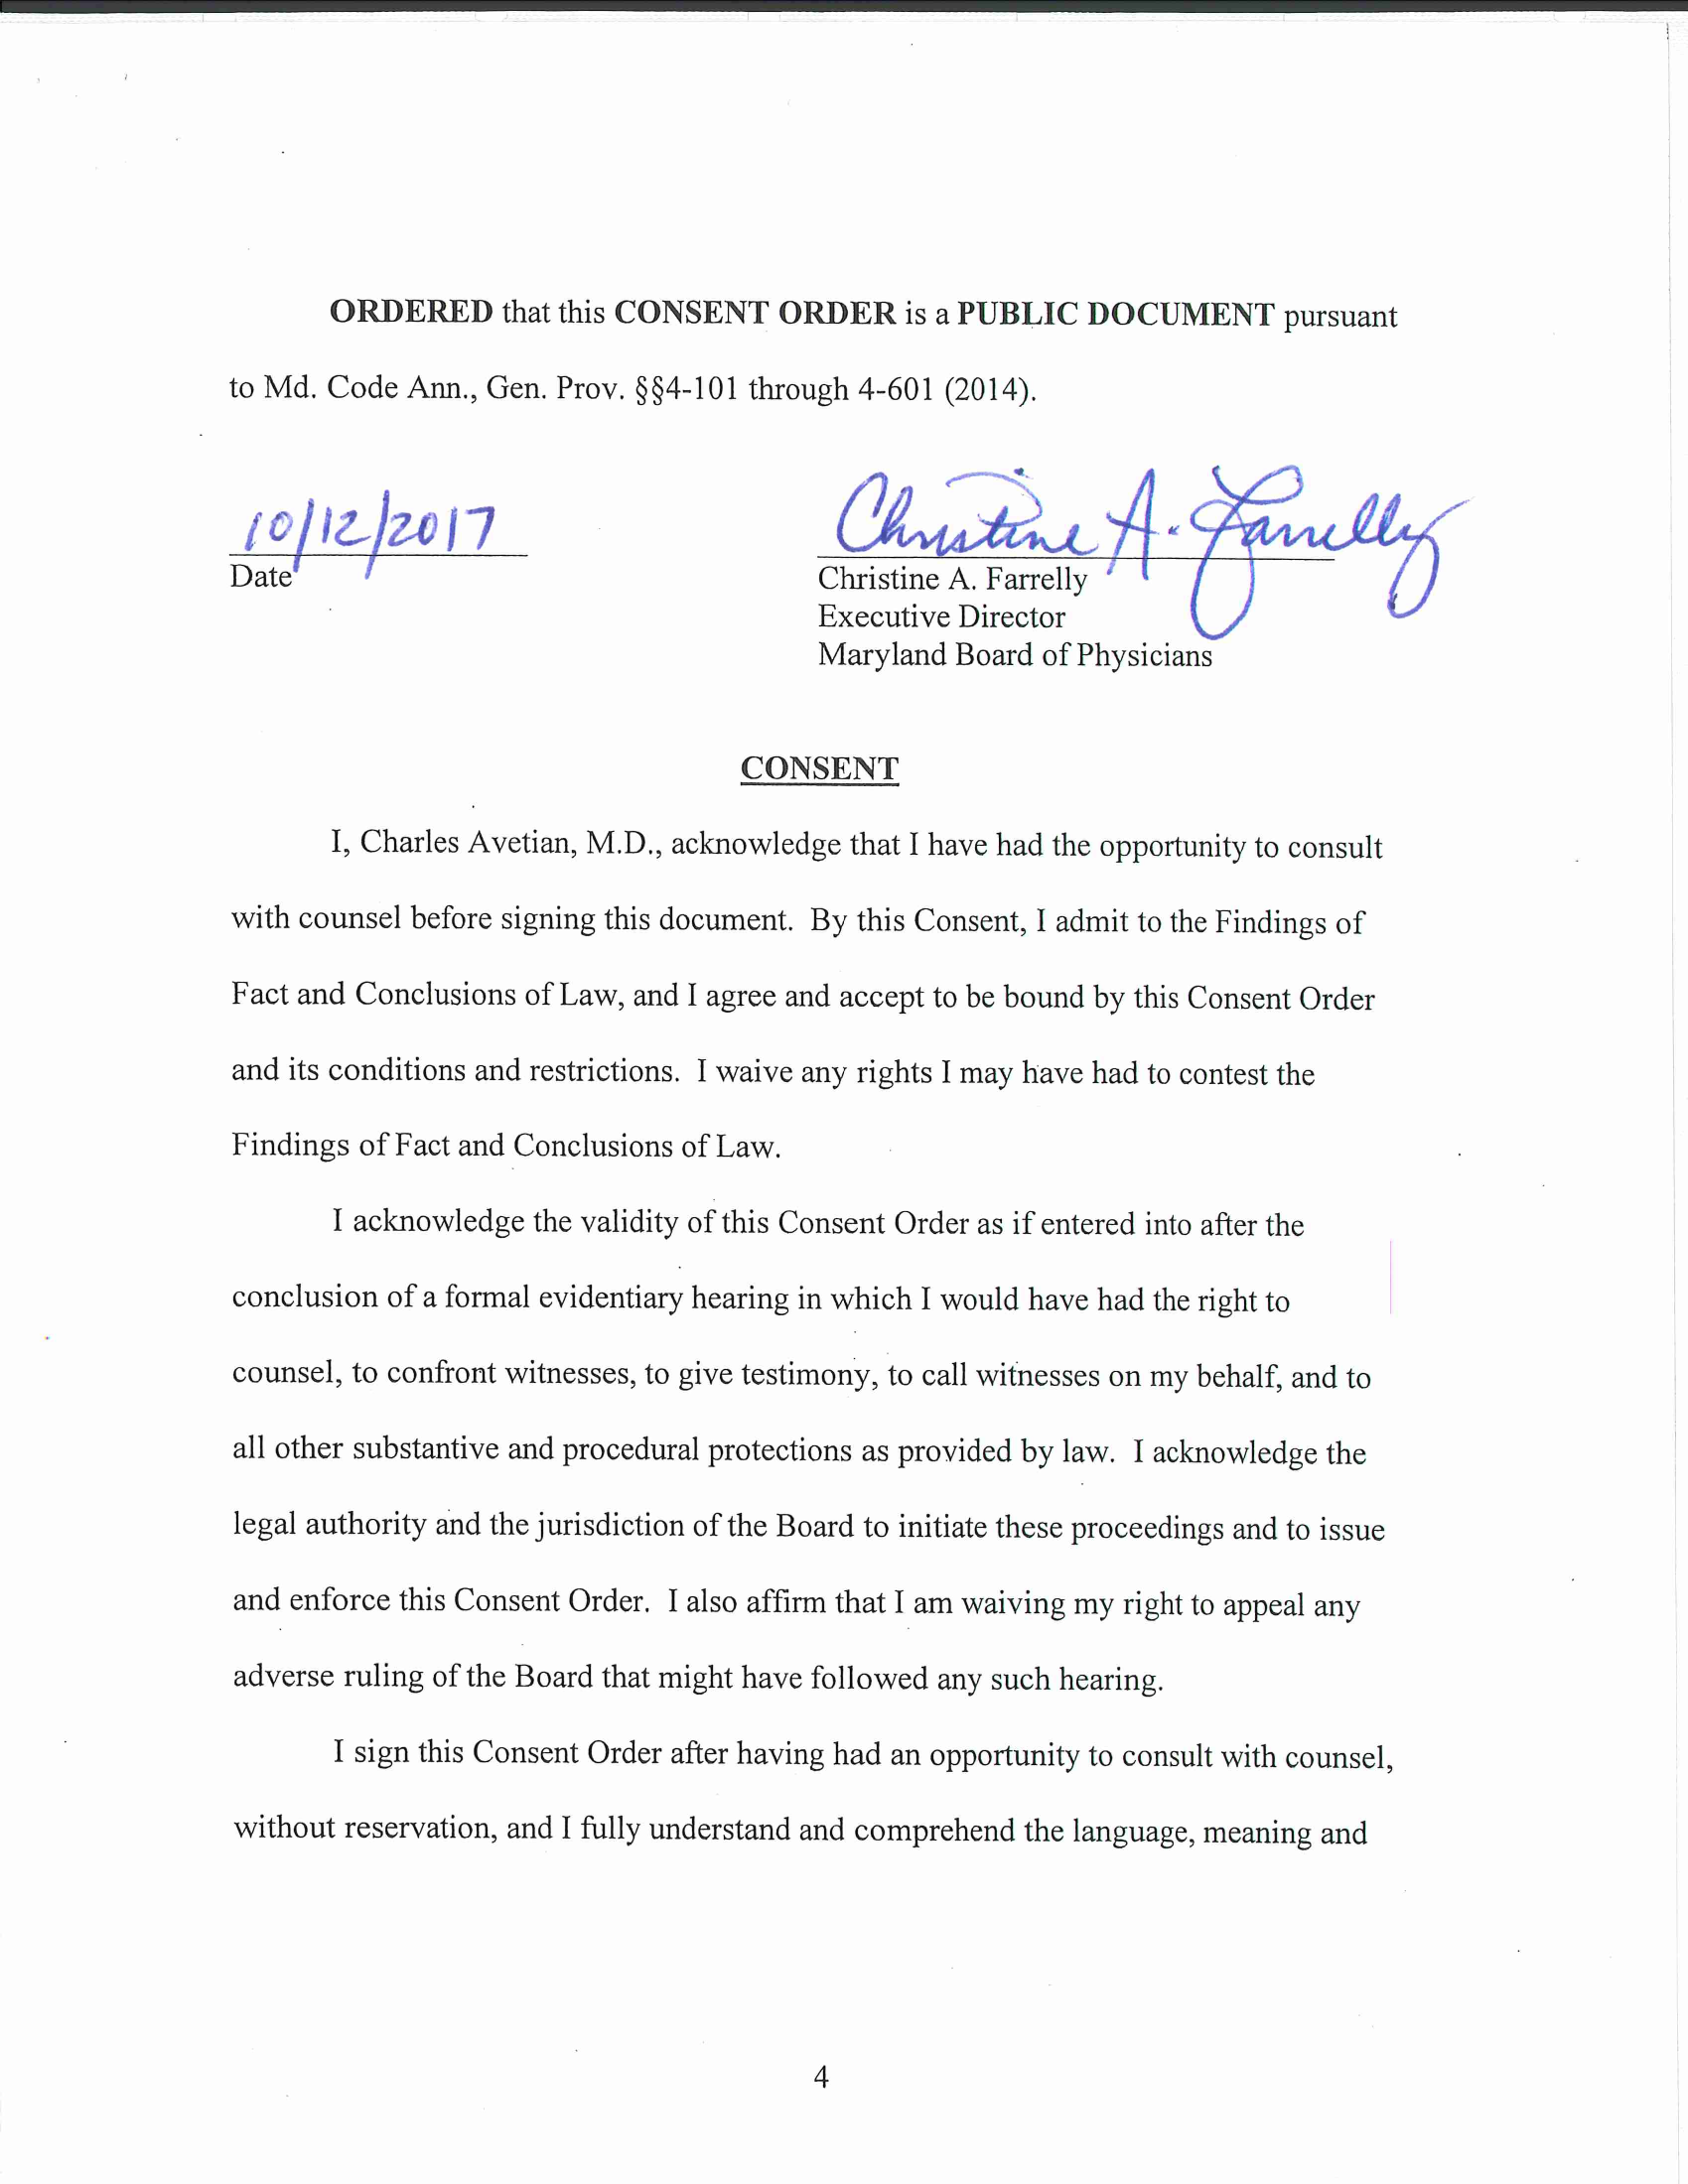 ORDERED that this CONSENT ORDER is a PUBLIC DOCUMENT pursuant
to Md. Code Ann., Gen. Prov. §§4-101 through 4-601 (2014).
10/12/2017
Date
Christine A. Farrelly
Christine A. Farrelly
Executive Director
Maryland Board of Physicians
CONSENT
I, Charles Avetian, M.D., acknowledge that I have had the opportunity to consult
with counsel before signing this document. By this Consent, I admit to the Findings of
Fact and Conclusions of Law, and I agree and accept to be bound by this Consent Order
and its conditions and restrictions. I waive any rights I may have had to contest the
Findings of Fact and Conclusions of Law.
I acknowledge the validity of this Consent Order as if entered into after the
conclusion of a formal evidentiary hearing in which I would have had the right to
counsel, to confront witnesses, to give testimony, to call witnesses on my behalf, and to
all other substantive and procedural protections as provided by law. I acknowledge the
legal authority and the jurisdiction of the Board to initiate these proceedings and to issue
and enforce this Consent Order. I also affirm that I am waiving my right to appeal any
adverse ruling of the Board that might have followed any such hearing.
I sign this Consent Order after having had an opportunity to consult with counsel,
without reservation, and I fully understand and comprehend the language, meaning and
4